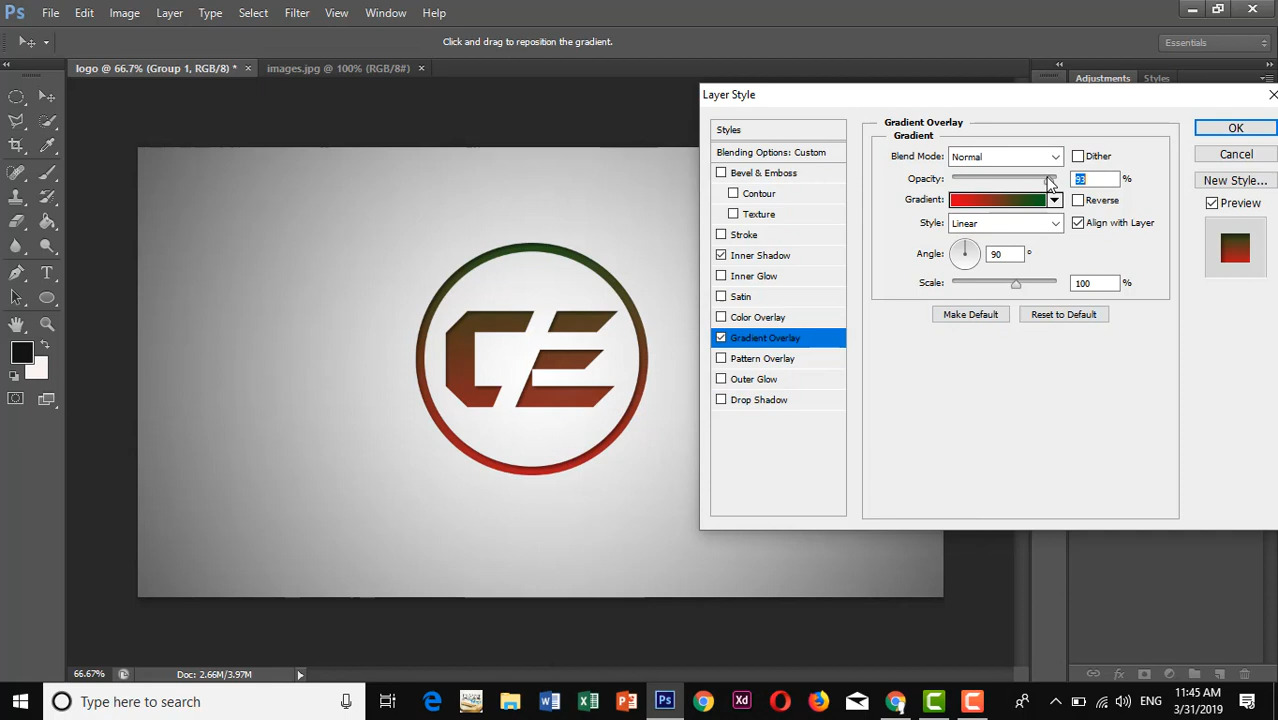 Ps File Edit Image Layer Type Select Filter View Window Help
Click and drag to reposition the gradient.
Essentials
logo @ 66.7% (Group 1, RGB/8) * ×
images.jpg @ 100% (RGB/8#) ×
Adjustments Styles
Layer Style
Styles
Blending Options: Custom
Bevel & Emboss
Contour
Texture
Stroke
Inner Shadow
Inner Glow
Satin
Color Overlay
Gradient Overlay
Pattern Overlay
Outer Glow
Drop Shadow
Gradient Overlay
Gradient
Blend Mode: Normal Dither
Opacity: 93 %
Gradient: Reverse
Style: Linear Align with Layer
Angle: 90 °
Scale: 100 %
Make Default Reset to Default
OK
Cancel
New Style...
Preview
CE
66.67% Doc: 2.66M/3.97M
Type here to search
Ps
Xd
ENG
11:45 AM
3/31/2019